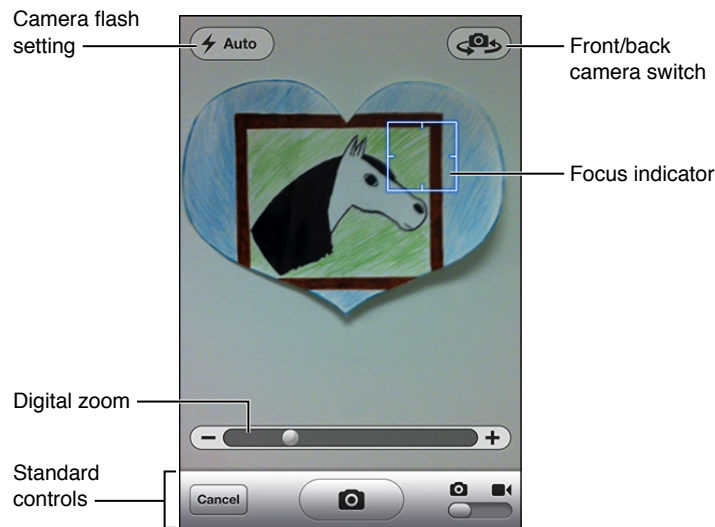 Camera flash
setting
Auto
Front/back
camera switch
Focus indicator
Digital zoom
Standard
controls
Cancel